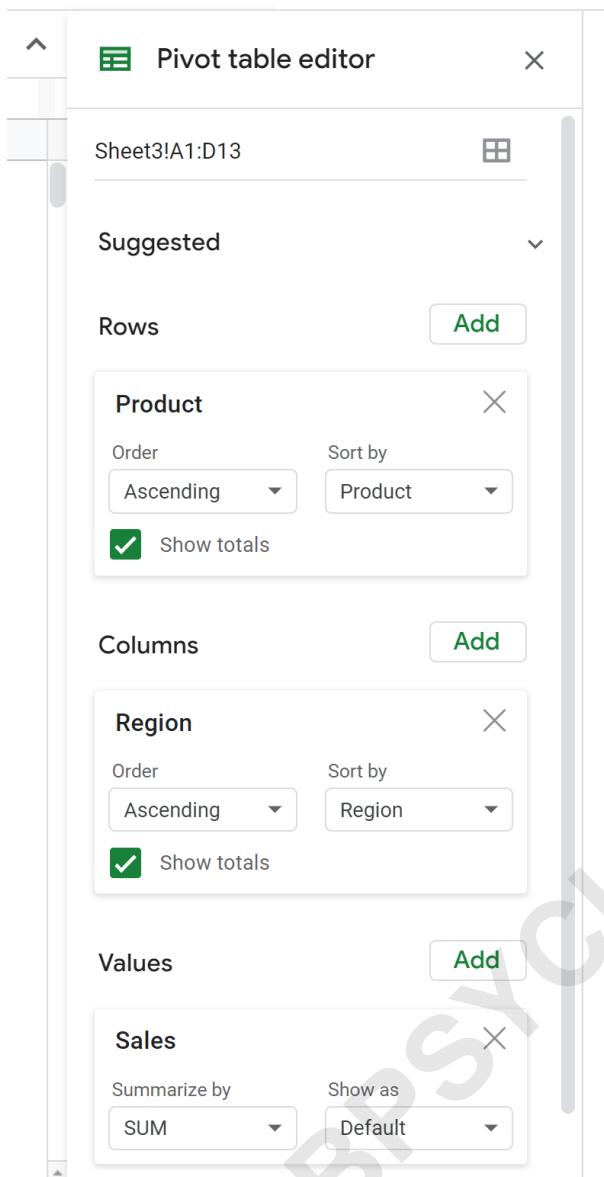 Pivot table editor
Sheet3!A1:D13
Suggested
Rows
Add
Product
Order
Sort by
Ascending
Product
Show totals
Columns
Add
Region
Order
Sort by
Ascending
Region
Show totals
Values
Add
Sales
Summarize by
Show as
SUM
Default